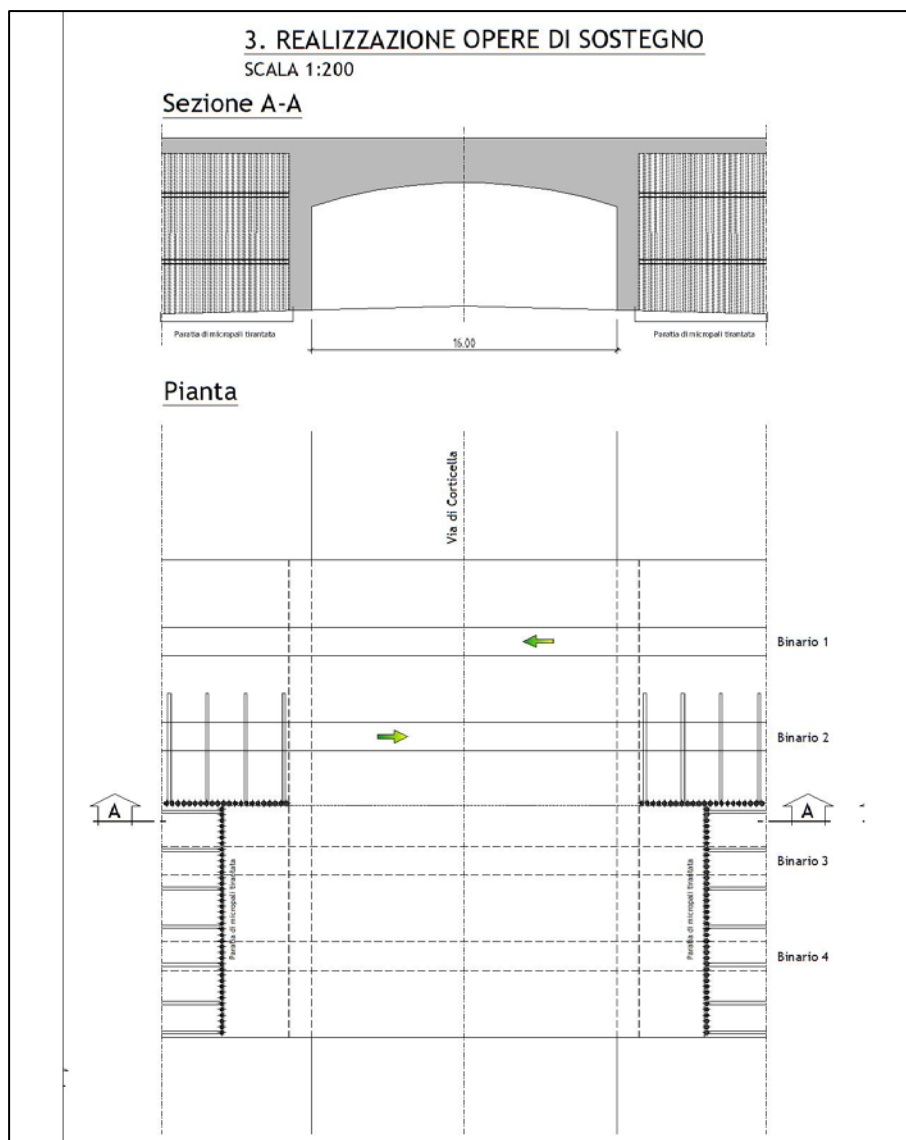 3. REALIZZAZIONE OPERE DI SOSTEGNO
SCALA 1:200
Sezione A-A
Paratia di micropali tirantata
Paratia di micropali tirantata
16.00
Pianta
Via di Corticella
Binario 1
Binario 2
A
A
Paratia di micropali tirantata
Paratia di micropali tirantata
Binario 3
Binario 4